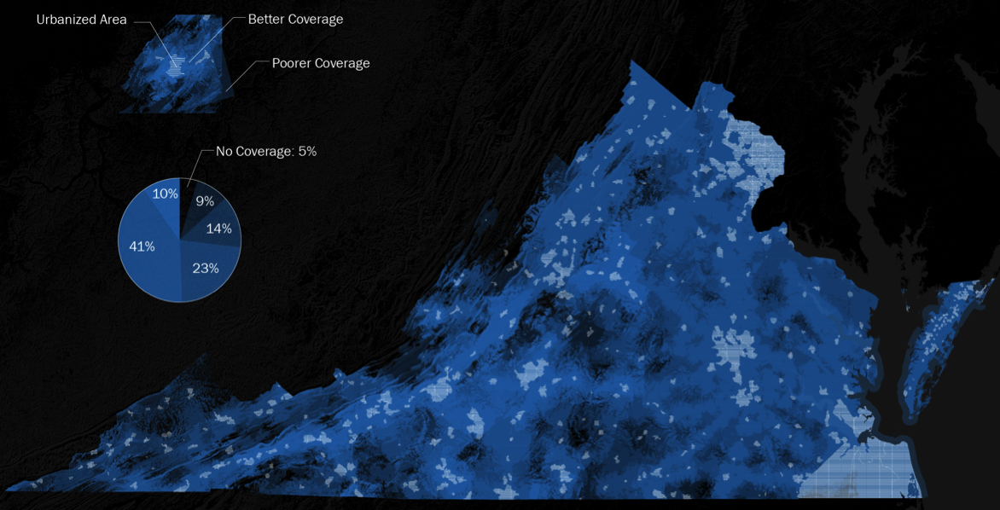 Urbanized Area
Better Coverage
Poorer Coverage
No Coverage: 5%
10%
9%
14%
41%
23%